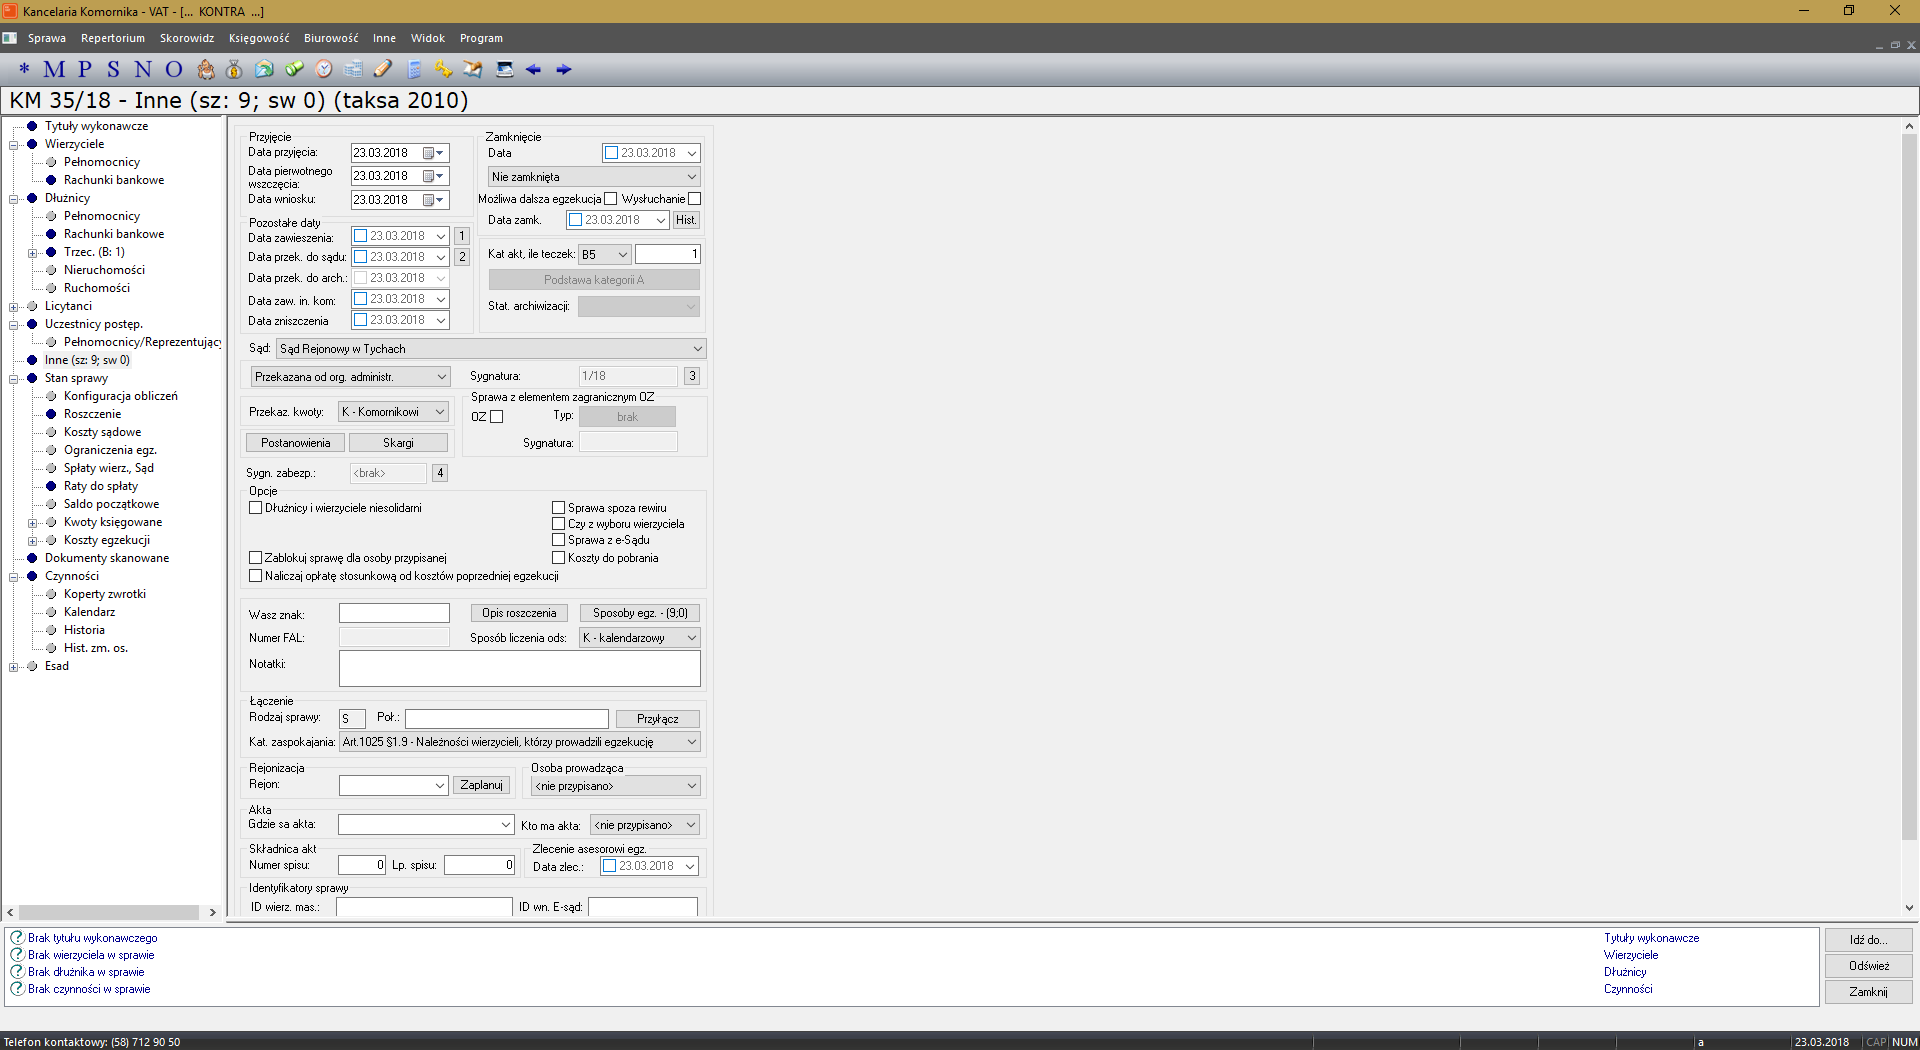 Kancelaria Komornika - VAT - [... KONTRA ...]
Sprawa Repertorium Skorowidz Księgowość Biurowość Inne Widok Program
* M P S N O
KM 35/18 - Inne (sz: 9; sw 0) (taksa 2010)
Tytuły wykonawcze
Wierzyciele
Pełnomocnicy
Rachunki bankowe
Dłużnicy
Pełnomocnicy
Rachunki bankowe
Trzec. (B: 1)
Nieruchomości
Ruchomości
Licytanci
Uczestnicy postęp.
Pełnomocnicy/Reprezentujący
Inne (sz: 9; sw 0)
Stan sprawy
Konfiguracja obliczeń
Roszczenie
Koszty sądowe
Ograniczenia egz.
Spłaty wierz., Sąd
Raty do spłaty
Saldo początkowe
Kwoty księgowane
Koszty egzekucji
Dokumenty skanowane
Czynności
Koperty zwrotki
Kalendarz
Historia
Hist. zm. os.
Esad
Przyjęcie
Data przyjęcia: 23.03.2018
Data pierwotnego wszczęcia: 23.03.2018
Data wniosku: 23.03.2018
Pozostałe daty
Data zawieszenia: 23.03.2018 1
Data przek. do sądu: 23.03.2018 2
Data przek. do arch.: 23.03.2018
Data zaw. in. kom: 23.03.2018
Data zniszczenia 23.03.2018
Zamknięcie
Data 23.03.2018
Nie zamknięta
Możliwa dalsza egzekucja Wysłuchanie
Data zamk. 23.03.2018 Hist.
Kat akt, ile teczek: B5 1
Podstawa kategorii A
Stat. archiwizacji:
Sąd: Sąd Rejonowy w Tychach
Przekazana od org. administr. Sygnatura: 1/18 3
Przekaz. kwoty: K - Komornikowi
Postanowienia Skargi
Sprawa z elementem zagranicznym OZ
OZ Typ: brak
Sygnatura:
Sygn. zabezp.: <brak> 4
Opcje
Dłużnicy i wierzyciele niesolidarni
Sprawa spoza rewiru
Czy z wyboru wierzyciela
Sprawa z e-Sądu
Zablokuj sprawę dla osoby przypisanej Koszty do pobrania
Naliczaj opłatę stosunkową od kosztów poprzedniej egzekucji
Wasz znak: Opis roszczenia Sposoby egz. - (9;0)
Numer FAL: Sposób liczenia ods: K - kalendarzowy
Notatki:
Łączenie
Rodzaj sprawy: S Poł.: Przyłącz
Kat. zaspokajania: Art.1025 §1.9 - Należności wierzycieli, którzy prowadzili egzekucję
Rejonizacja
Rejon: Zaplanuj
Osoba prowadząca
<nie przypisano>
Akta
Gdzie sa akta: Kto ma akta: <nie przypisano>
Składnica akt
Numer spisu: 0 Lp. spisu: 0
Zlecenie asesorowi egz.
Data zlec.: 23.03.2018
Identyfikatory sprawy
ID wierz. mas.: ID wn. E-sąd:
Brak tytułu wykonawczego Tytuły wykonawcze
Brak wierzyciela w sprawie Wierzyciele
Brak dłużnika w sprawie Dłużnicy
Brak czynności w sprawie Czynności
Idź do...
Odśwież
Zamknij
Telefon kontaktowy: (58) 712 90 50 a 23.03.2018 CAP NUM